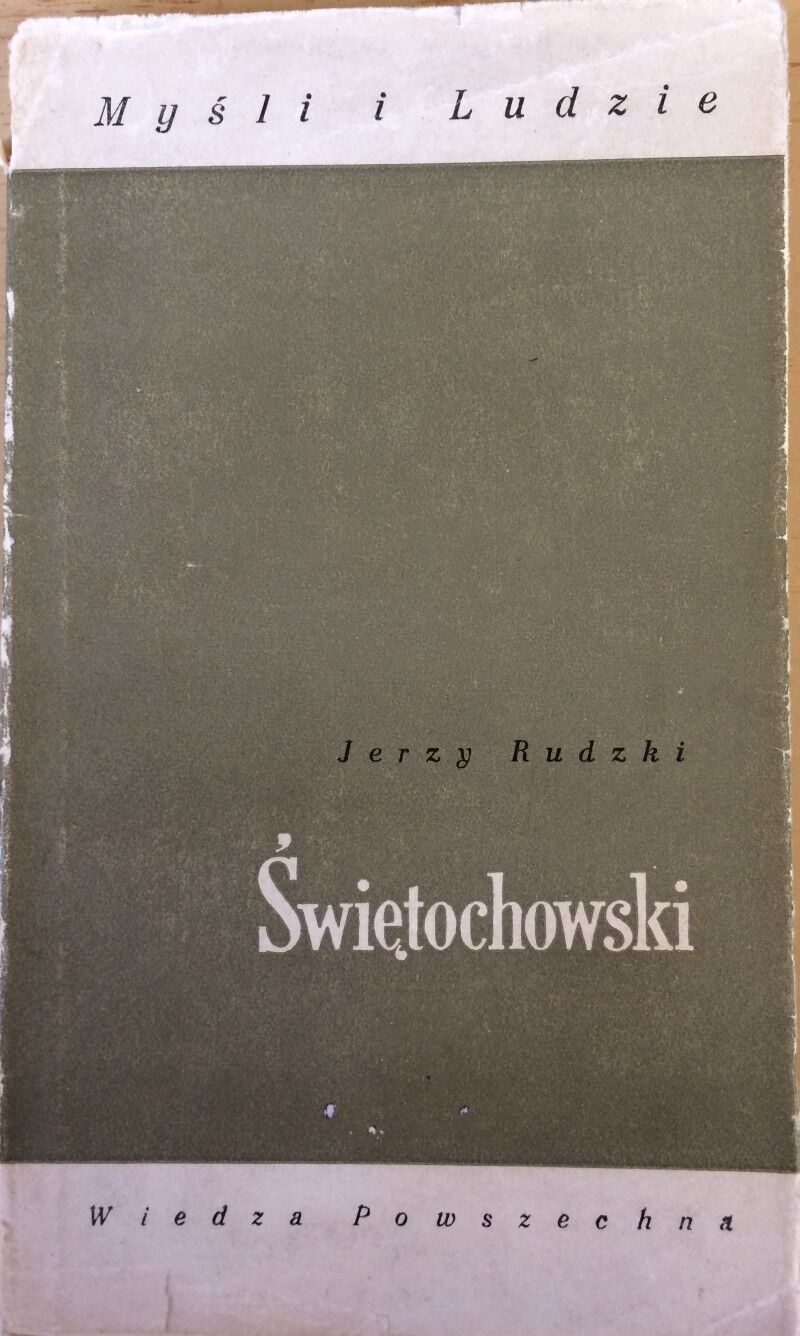 Myśli i Ludzie
Jerzy Rudzki
Świętochowski
Wiedza Powszechna